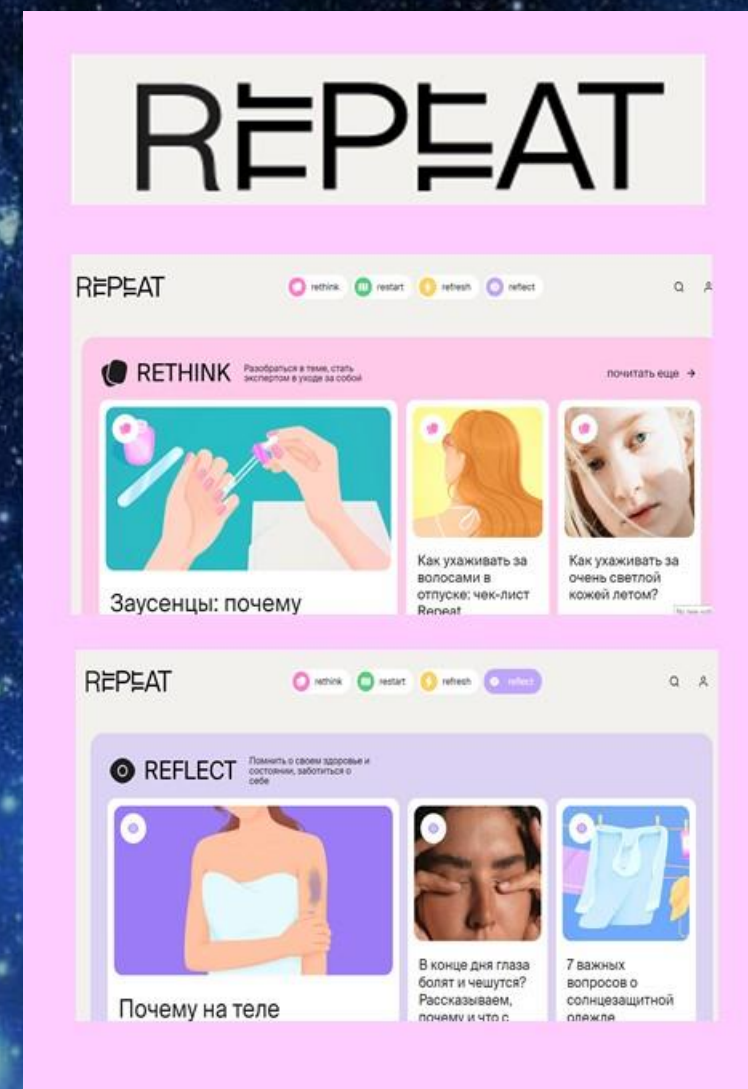 REPEAT
REPEAT
rethink restart refresh reflect
RETHINK
Разобраться в теме, стать
экспертом в уходе за собой
почитать еще →
Заусенцы: почему
Как ухаживать за
волосами в
отпуске: чек-лист
Repeat
Как ухаживать за
очень светлой
кожей летом?
REPEAT
rethink restart refresh reflect
REFLECT
Помнить о своем здоровье и
состоянии, заботиться о
себе
Почему на теле
В конце дня глаза
болят и чешутся?
Рассказываем,
почему и что с
7 важных
вопросов о
солнцезащитной
одежде